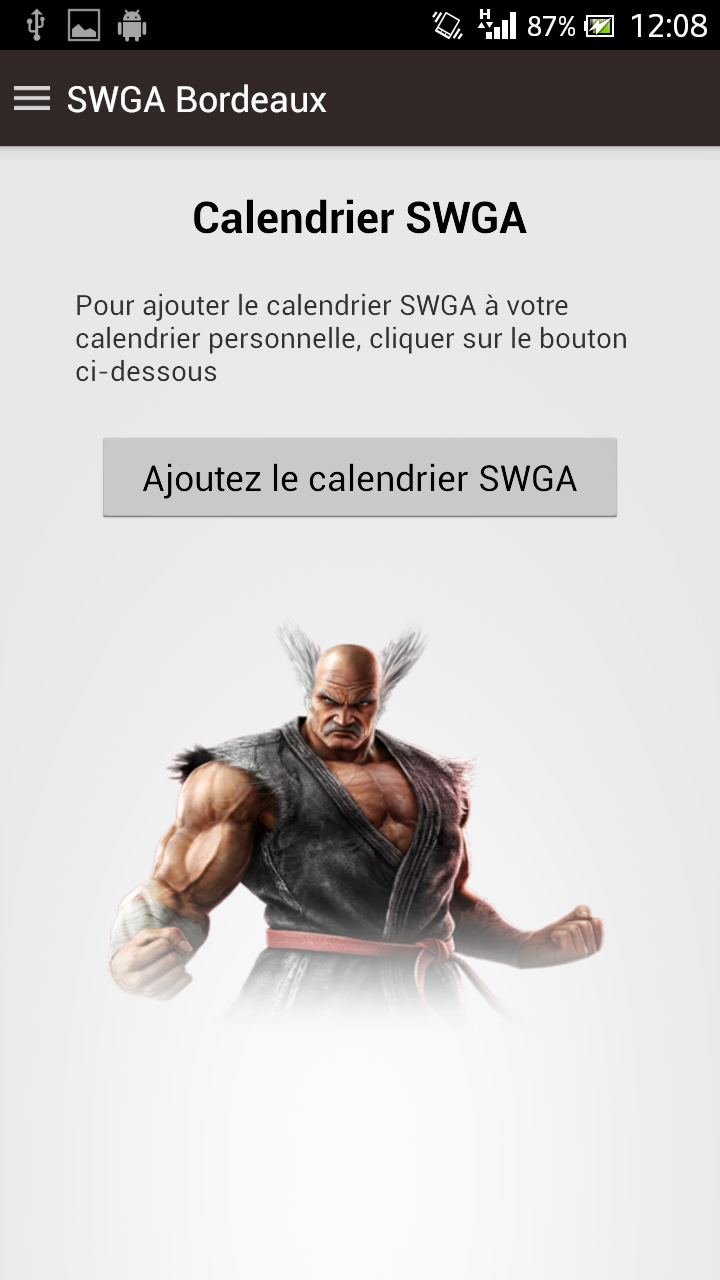 H 87% 12:08
SWGA Bordeaux
Calendrier SWGA
Pour ajouter le calendrier SWGA à votre
calendrier personnelle, cliquer sur le bouton
ci-dessous
Ajoutez le calendrier SWGA